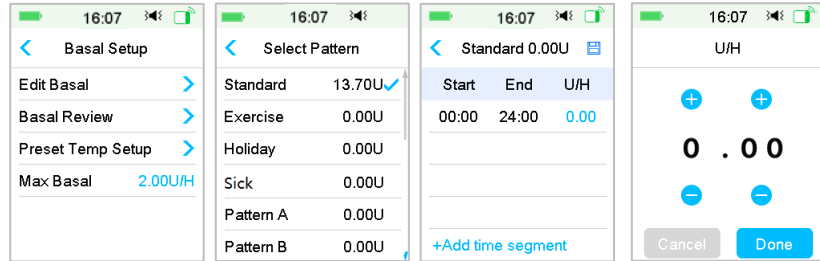 16:07
Basal Setup
Edit Basal
Basal Review
Preset Temp Setup
Max Basal 2.00U/H
16:07
Select Pattern
Standard 13.70U
Exercise 0.00U
Holiday 0.00U
Sick 0.00U
Pattern A 0.00U
Pattern B 0.00U
16:07
Standard 0.00U
Start End U/H
00:00 24:00 0.00
+Add time segment
16:07
U/H
0 . 0 0
Cancel Done